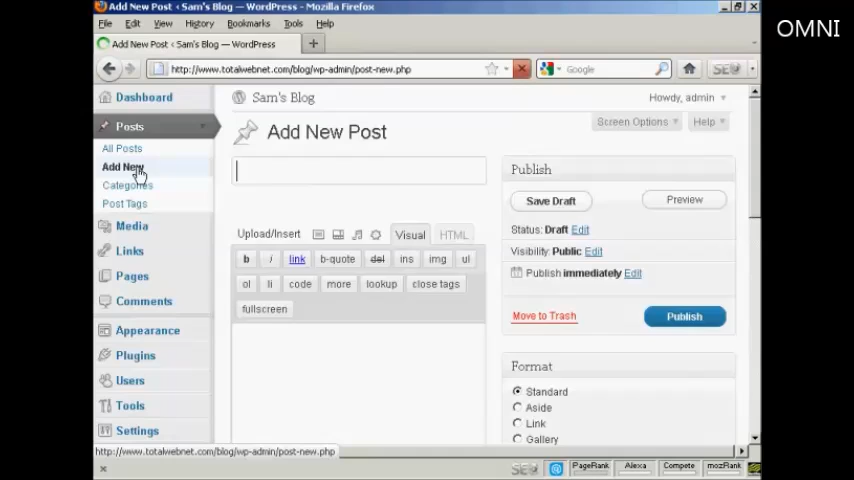 Add New Post ‹ Sam's Blog — WordPress - Mozilla Firefox
OMNI
File Edit View History Bookmarks Tools Help
Add New Post ‹ Sam's Blog — WordPress
http://www.totalwebnet.com/blog/wp-admin/post-new.php
Google
SEO
Dashboard
Sam's Blog
Howdy, admin
Posts
Add New Post
Screen Options
Help
All Posts
Add New
Categories
Post Tags
Media
Links
Pages
Comments
Appearance
Plugins
Users
Tools
Settings
Upload/Insert
Visual
HTML
b i link b-quote del ins img ul
ol li code more lookup close tags
fullscreen
Publish
Save Draft
Preview
Status: Draft Edit
Visibility: Public Edit
Publish immediately Edit
Move to Trash
Publish
Format
Standard
Aside
Link
Gallery
http://www.totalwebnet.com/blog/wp-admin/post-new.php
SEO
PageRank
Alexa
Compete
mozRank